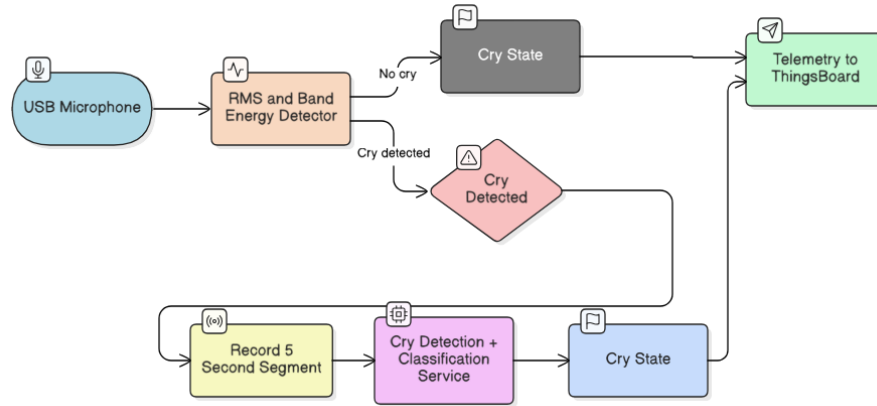 USB Microphone
RMS and Band
Energy Detector
No cry
Cry detected
Cry State
Telemetry to
ThingsBoard
Cry
Detected
Record 5
Second Segment
Cry Detection +
Classification
Service
Cry State